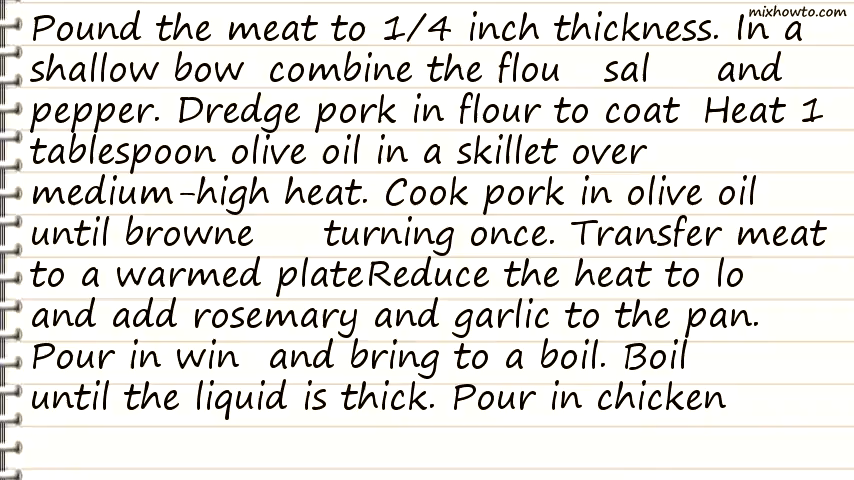 mixhowto.com
Pound the meat to 1/4 inch thickness. In a
shallow bow combine the flou sal and
pepper. Dredge pork in flour to coat Heat 1
tablespoon olive oil in a skillet over
medium-high heat. Cook pork in olive oil
until browne turning once. Transfer meat
to a warmed plateReduce the heat to lo
and add rosemary and garlic to the pan.
Pour in win and bring to a boil. Boil
until the liquid is thick. Pour in chicken